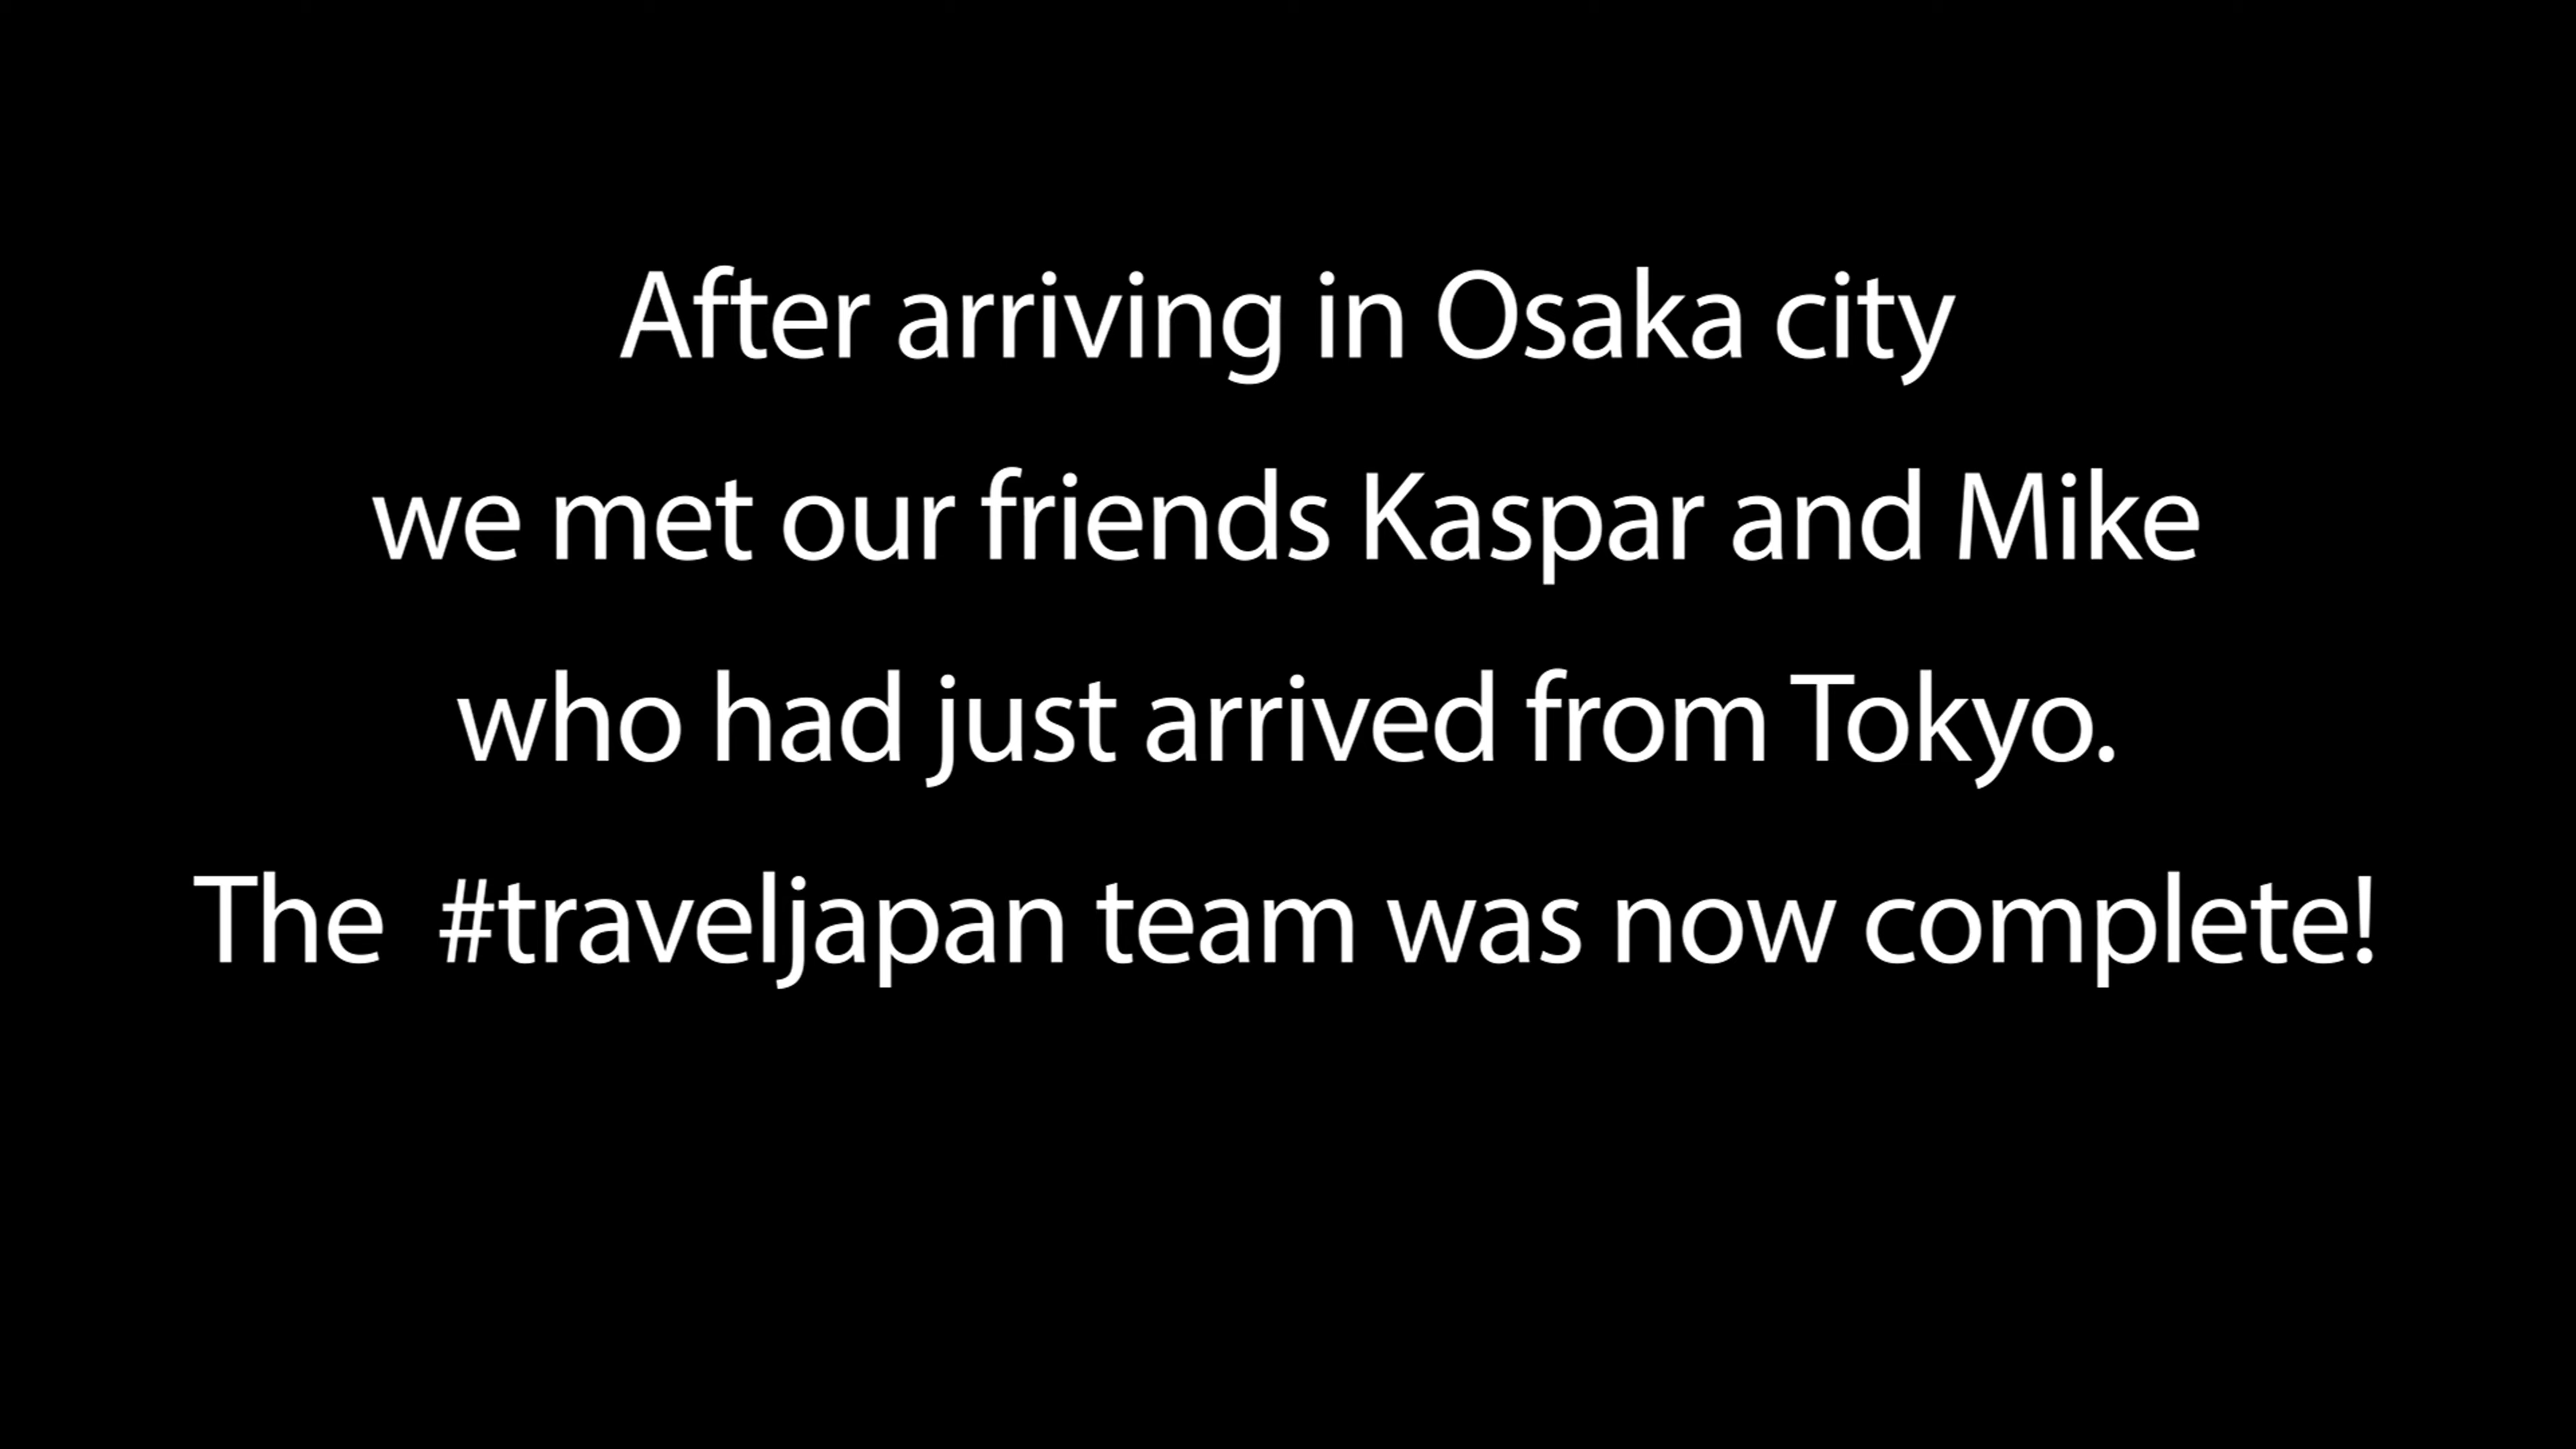 After arriving in Osaka city
we met our friends Kaspar and Mike
who had just arrived from Tokyo.
The  #traveljapan team was now complete!